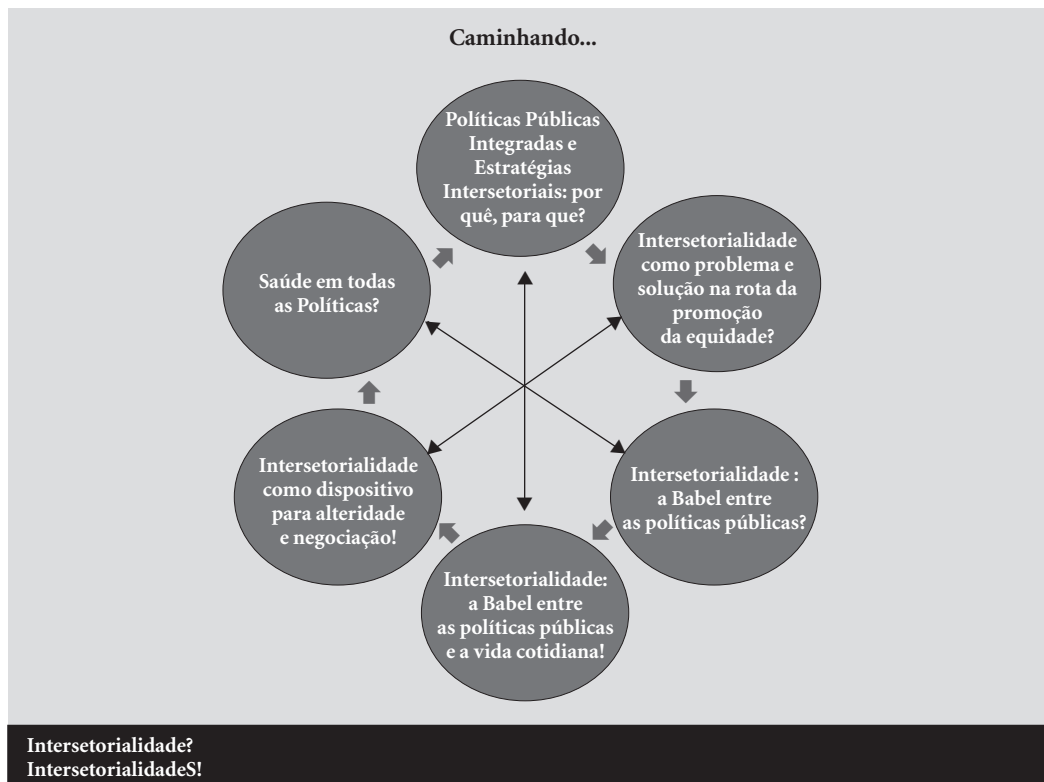 Caminhando...
Políticas Públicas
Integradas e
Estratégias
Intersetoriais: por
quê, para que?
Intersetorialidade
como problema e
solução na rota da
promoção
da equidade?
Intersetorialidade :
a Babel entre
as políticas públicas?
Intersetorialidade:
a Babel entre
as políticas públicas
e a vida cotidiana!
Intersetorialidade
como dispositivo
para alteridade
e negociação!
Saúde em todas
as Políticas?
Intersetorialidade?
IntersetorialidadeS!